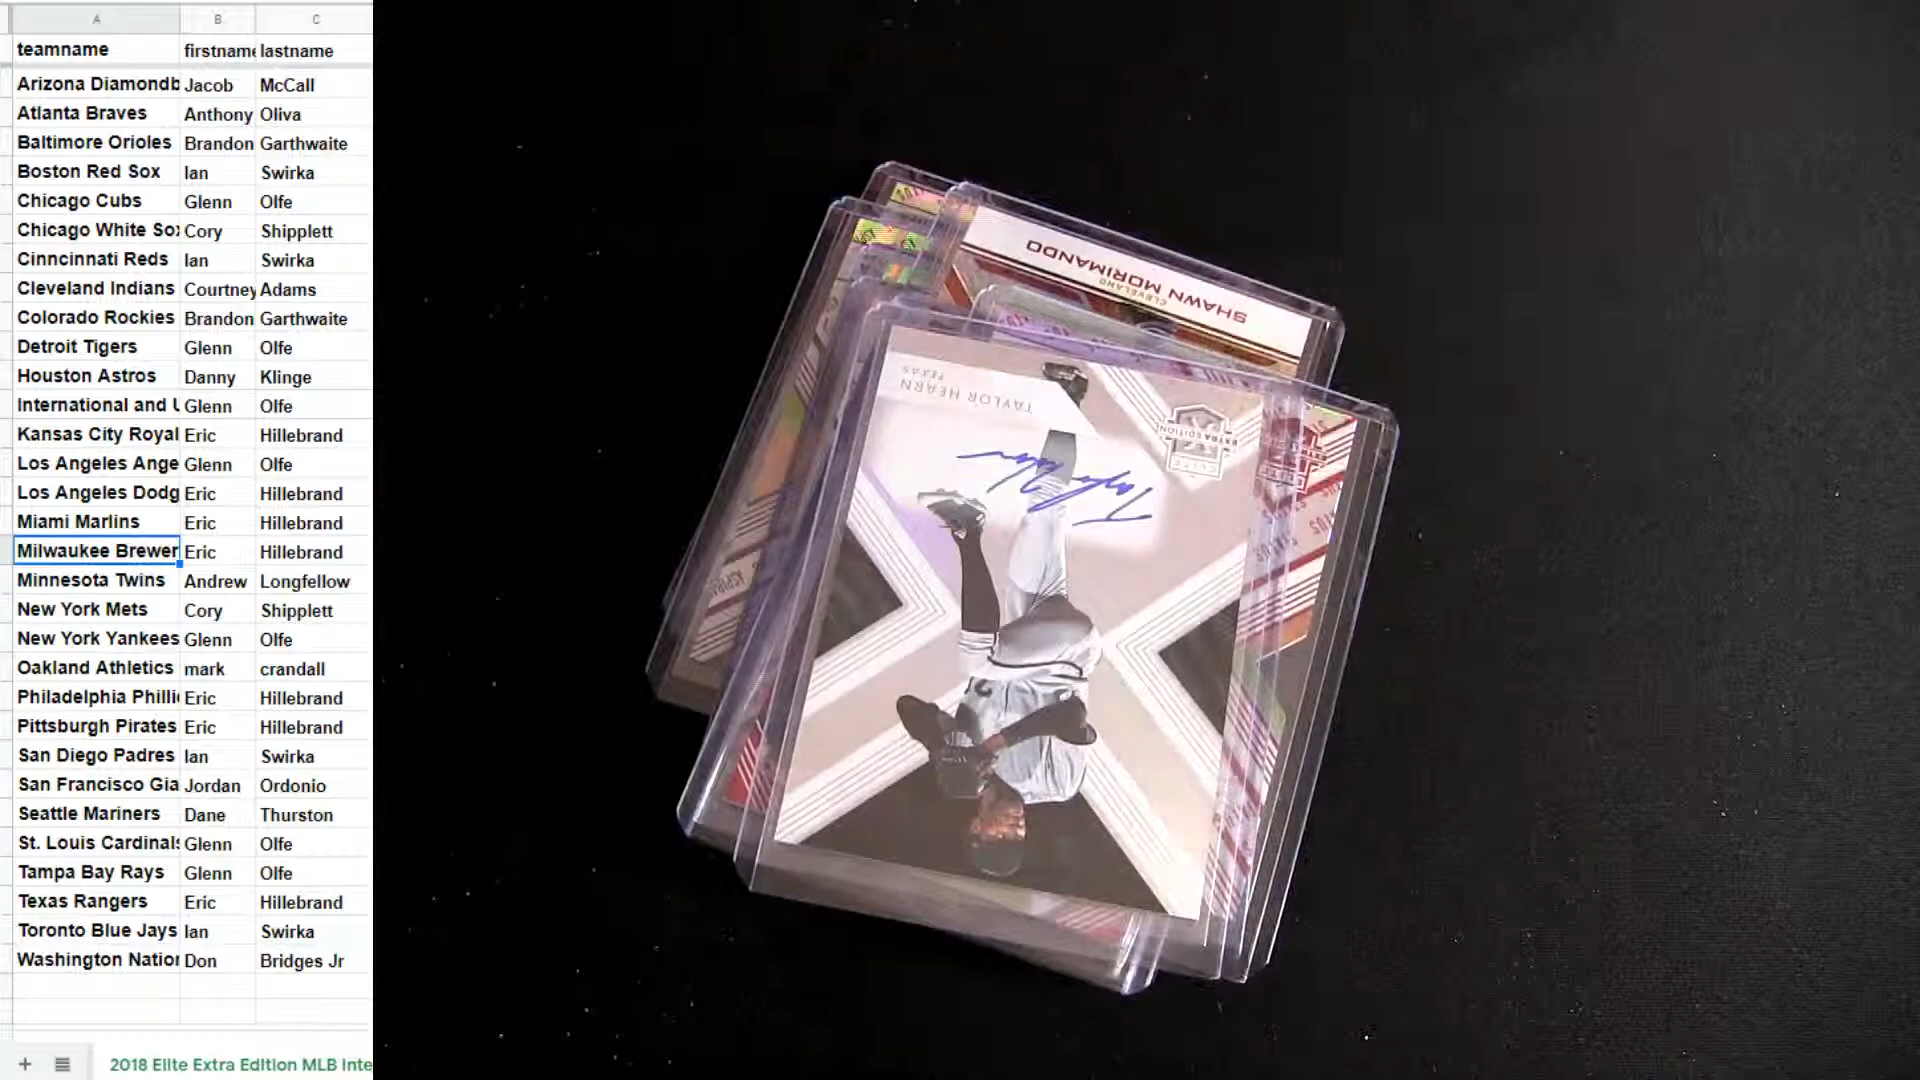 A B C
teamname firstname lastname
Arizona Diamondb Jacob McCall
Atlanta Braves Anthony Oliva
Baltimore Orioles Brandon Garthwaite
Boston Red Sox Ian Swirka
Chicago Cubs Glenn Olfe
Chicago White Sox Cory Shipplett
Cinncinnati Reds Ian Swirka
Cleveland Indians Courtney Adams
Colorado Rockies Brandon Garthwaite
Detroit Tigers Glenn Olfe
Houston Astros Danny Klinge
International and U Glenn Olfe
Kansas City Royal Eric Hillebrand
Los Angeles Ange Glenn Olfe
Los Angeles Dodg Eric Hillebrand
Miami Marlins Eric Hillebrand
Milwaukee Brewer Eric Hillebrand
Minnesota Twins Andrew Longfellow
New York Mets Cory Shipplett
New York Yankees Glenn Olfe
Oakland Athletics mark crandall
Philadelphia Philli Eric Hillebrand
Pittsburgh Pirates Eric Hillebrand
San Diego Padres Ian Swirka
San Francisco Gia Jordan Ordonio
Seattle Mariners Dane Thurston
St. Louis Cardinals Glenn Olfe
Tampa Bay Rays Glenn Olfe
Texas Rangers Eric Hillebrand
Toronto Blue Jays Ian Swirka
Washington Nation Don Bridges Jr
2018 Elite Extra Edition MLB Inte
SHAWN MORIMANDO
CLEVELAND
TAYLOR HEARN
TEXAS
ELITE
EXTRA EDITION